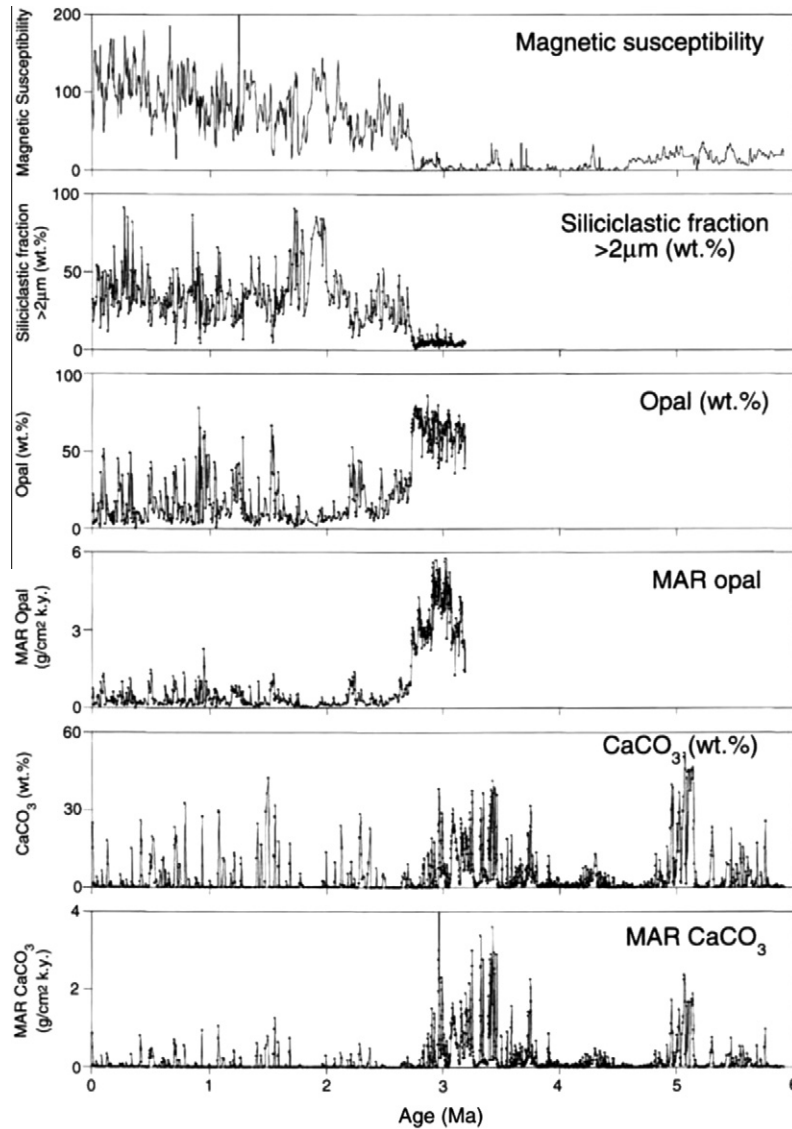 200
Magnetic susceptibility
100
0
Magnetic Susceptibility
100
Siliciclastic fraction
>2μm (wt.%)
50
0
Siliciclastic fraction
>2μm (wt.%)
100
Opal (wt.%)
50
0
Opal (wt.%)
6
MAR opal
3
0
MAR Opal
(g/cm² k.y.)
60
CaCO₃ (wt.%)
30
0
CaCO₃ (wt.%)
4
MAR CaCO₃
2
0
MAR CaCO₃
(g/cm² k.y.)
0 1 2 3 4 5 6
Age (Ma)